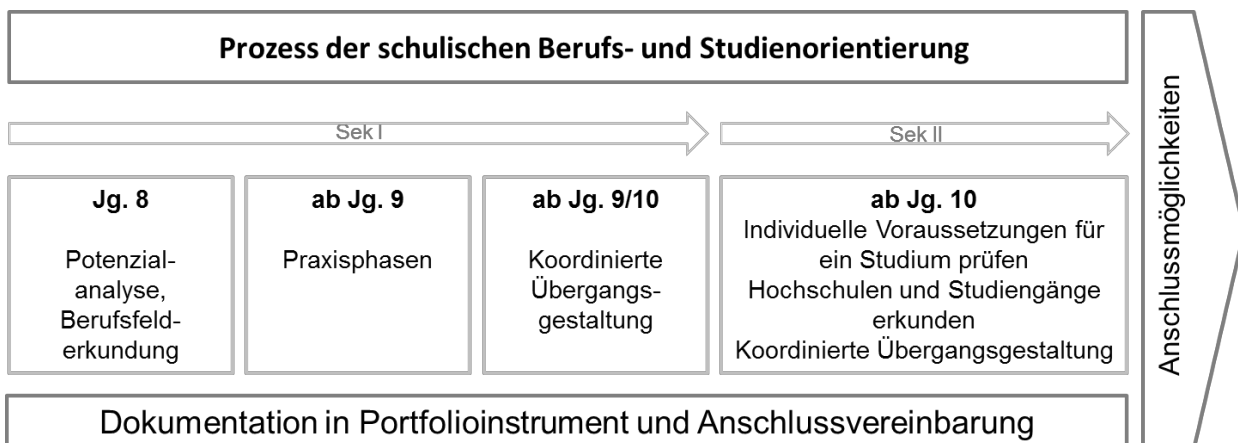 Prozess der schulischen Berufs- und Studienorientierung
Sek I
Sek II
Jg. 8
Potenzial-
analyse,
Berufsfeld-
erkundung
ab Jg. 9
Praxisphasen
ab Jg. 9/10
Koordinierte
Übergangs-
gestaltung
ab Jg. 10
Individuelle Voraussetzungen für
ein Studium prüfen
Hochschulen und Studiengänge
erkunden
Koordinierte Übergangsgestaltung
Anschlussmöglichkeiten
Dokumentation in Portfolioinstrument und Anschlussvereinbarung